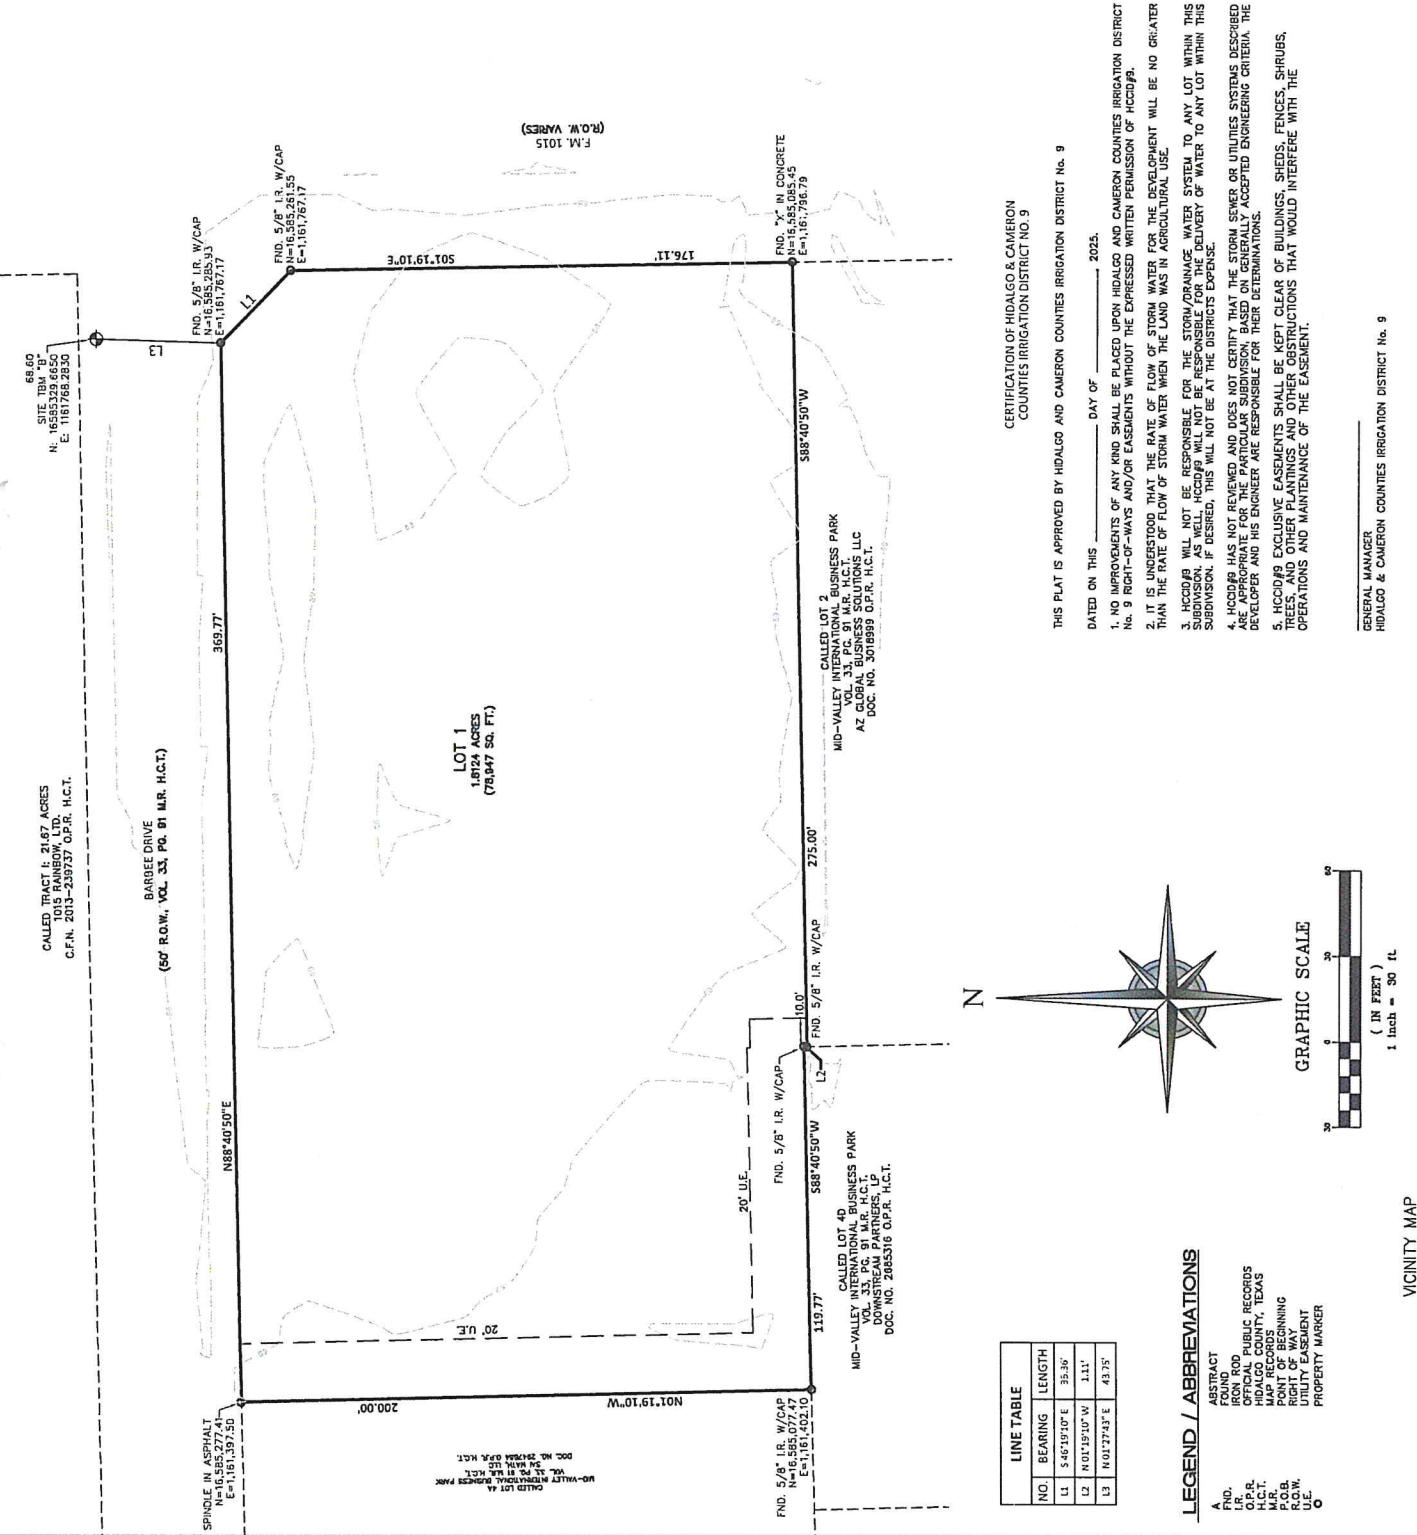 68.60
SITE TBM "B"
N: 16585329.6650
E: 1161768.2830
L3
CALLED TRACT I: 21.67 ACRES
1015 RAINBOW, LTD.
C.F.N. 2013-239737 O.P.R. H.C.T.
BARBEE DRIVE
(50' R.O.W., VOL. 33, PG. 91 M.R. H.C.T.)
FND. 5/8" I.R. W/CAP
N=16,585,285.93
E=1,161,767.17
L1
FND. 5/8" I.R. W/CAP
N=16,585,261.55
E=1,161,767.17
F.M. 1015
(R.O.W. VARIES)
S01°19'10"E
176.11'
FND. "X" IN CONCRETE
N=16,585,085.45
E=1,161,796.79
N88°40'50"E
369.77'
SPINDLE IN ASPHALT
N=16,585,277.41
E=1,161,397.50
200.00'
N01°19'10"W
CALLED LOT 4A
MID-VALLEY INTERNATIONAL BUSINESS PARK
VOL. 33, PG. 91 M.R. H.C.T.
SAI NATH, LLC
DOC. NO. 2947684 O.P.R. H.C.T.
FND. 5/8" I.R. W/CAP
N=16,585,077.47
E=1,161,402.10
LOT 1
1.8124 ACRES
(78,947 SQ. FT.)
20' U.E.
20' U.E.
FND. 5/8" I.R. W/CAP
10.0'
FND. 5/8" I.R. W/CAP
L2
119.77'
S88°40'50"W
275.00'
S88°40'50"W
CALLED LOT 4D
MID-VALLEY INTERNATIONAL BUSINESS PARK
VOL. 33, PG. 91 M.R. H.C.T.
DOWNSTREAM PARTNERS, LP
DOC. NO. 2685316 O.P.R. H.C.T.
CALLED LOT 2
MID-VALLEY INTERNATIONAL BUSINESS PARK
VOL. 33, PG. 91 M.R. H.C.T.
AZ GLOBAL BUSINESS SOLUTIONS LLC
DOC. NO. 3018999 O.P.R. H.C.T.
LINE TABLE
NO. BEARING LENGTH
L1 S 46°19'10" E 35.36'
L2 N 01°19'10" W 1.11'
L3 N 01°27'43" E 43.75'
LEGEND / ABBREVIATIONS
A ABSTRACT
FND. FOUND
I.R. IRON ROD
O.P.R. OFFICIAL PUBLIC RECORDS
H.C.T. HIDALGO COUNTY, TEXAS
M.R. MAP RECORDS
P.O.B. POINT OF BEGINNING
R.O.W. RIGHT OF WAY
U.E. UTILITY EASEMENT
O PROPERTY MARKER
VICINITY MAP
N
GRAPHIC SCALE
30 0 30 60
( IN FEET )
1 inch = 30 ft.
CERTIFICATION OF HIDALGO & CAMERON
COUNTIES IRRIGATION DISTRICT NO. 9
THIS PLAT IS APPROVED BY HIDALGO AND CAMERON COUNTIES IRRIGATION DISTRICT No. 9
DATED ON THIS ________ DAY OF ____________ 2025.
1. NO IMPROVEMENTS OF ANY KIND SHALL BE PLACED UPON HIDALGO AND CAMERON COUNTIES IRRIGATION DISTRICT
No. 9 RIGHT-OF-WAYS AND/OR EASEMENTS WITHOUT THE EXPRESSED WRITTEN PERMISSION OF HCCID#9.
2. IT IS UNDERSTOOD THAT THE RATE OF FLOW OF STORM WATER FOR THE DEVELOPMENT WILL BE NO GREATER
THAN THE RATE OF FLOW OF STORM WATER WHEN THE LAND WAS IN AGRICULTURAL USE.
3. HCCID#9 WILL NOT BE RESPONSIBLE FOR THE STORM/DRAINAGE WATER SYSTEM TO ANY LOT WITHIN THIS
SUBDIVISION. AS WELL, HCCID#9 WILL NOT BE RESPONSIBLE FOR THE DELIVERY OF WATER TO ANY LOT WITHIN THIS
SUBDIVISION. IF DESIRED, THIS WILL NOT BE AT THE DISTRICTS EXPENSE.
4. HCCID#9 HAS NOT REVIEWED AND DOES NOT CERTIFY THAT THE STORM SEWER OR UTILITIES SYSTEMS DESCRIBED
ARE APPROPRIATE FOR THE PARTICULAR SUBDIVISION, BASED ON GENERALLY ACCEPTED ENGINEERING CRITERIA. THE
DEVELOPER AND HIS ENGINEER ARE RESPONSIBLE FOR THEIR DETERMINATIONS.
5. HCCID#9 EXCLUSIVE EASEMENTS SHALL BE KEPT CLEAR OF BUILDINGS, SHEDS, FENCES, SHRUBS,
TREES, AND OTHER PLANTINGS AND OTHER OBSTRUCTIONS THAT WOULD INTERFERE WITH THE
OPERATIONS AND MAINTENANCE OF THE EASEMENT.
GENERAL MANAGER
HIDALGO & CAMERON COUNTIES IRRIGATION DISTRICT No. 9